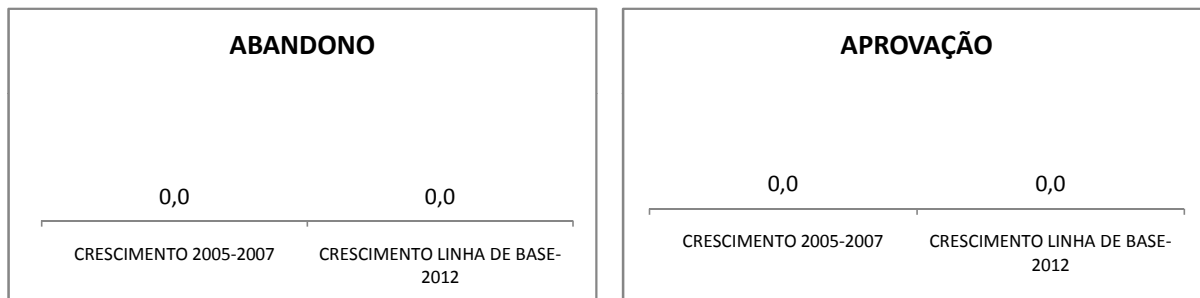 ABANDONO
0,0
0,0
CRESCIMENTO 2005-2007
CRESCIMENTO LINHA DE BASE-
2012
APROVAÇÃO
0,0
0,0
CRESCIMENTO 2005-2007
CRESCIMENTO LINHA DE BASE-
2012